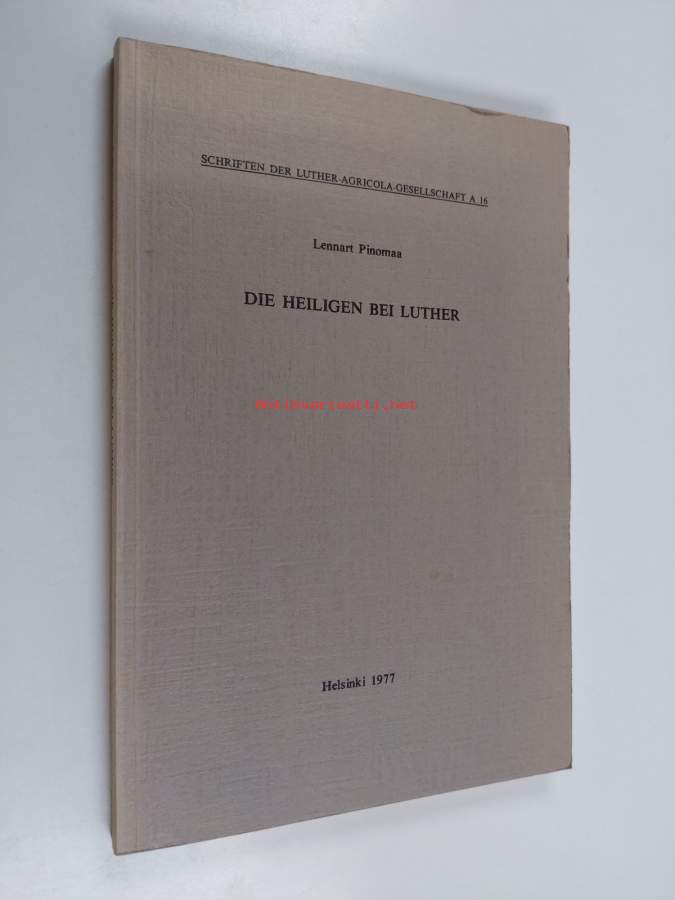 SCHRIFTEN DER LUTHER-AGRICOLA-GESELLSCHAFT A 16
Lennart Pinomaa
DIE HEILIGEN BEI LUTHER
Antikvariaatti.net
Helsinki 1977